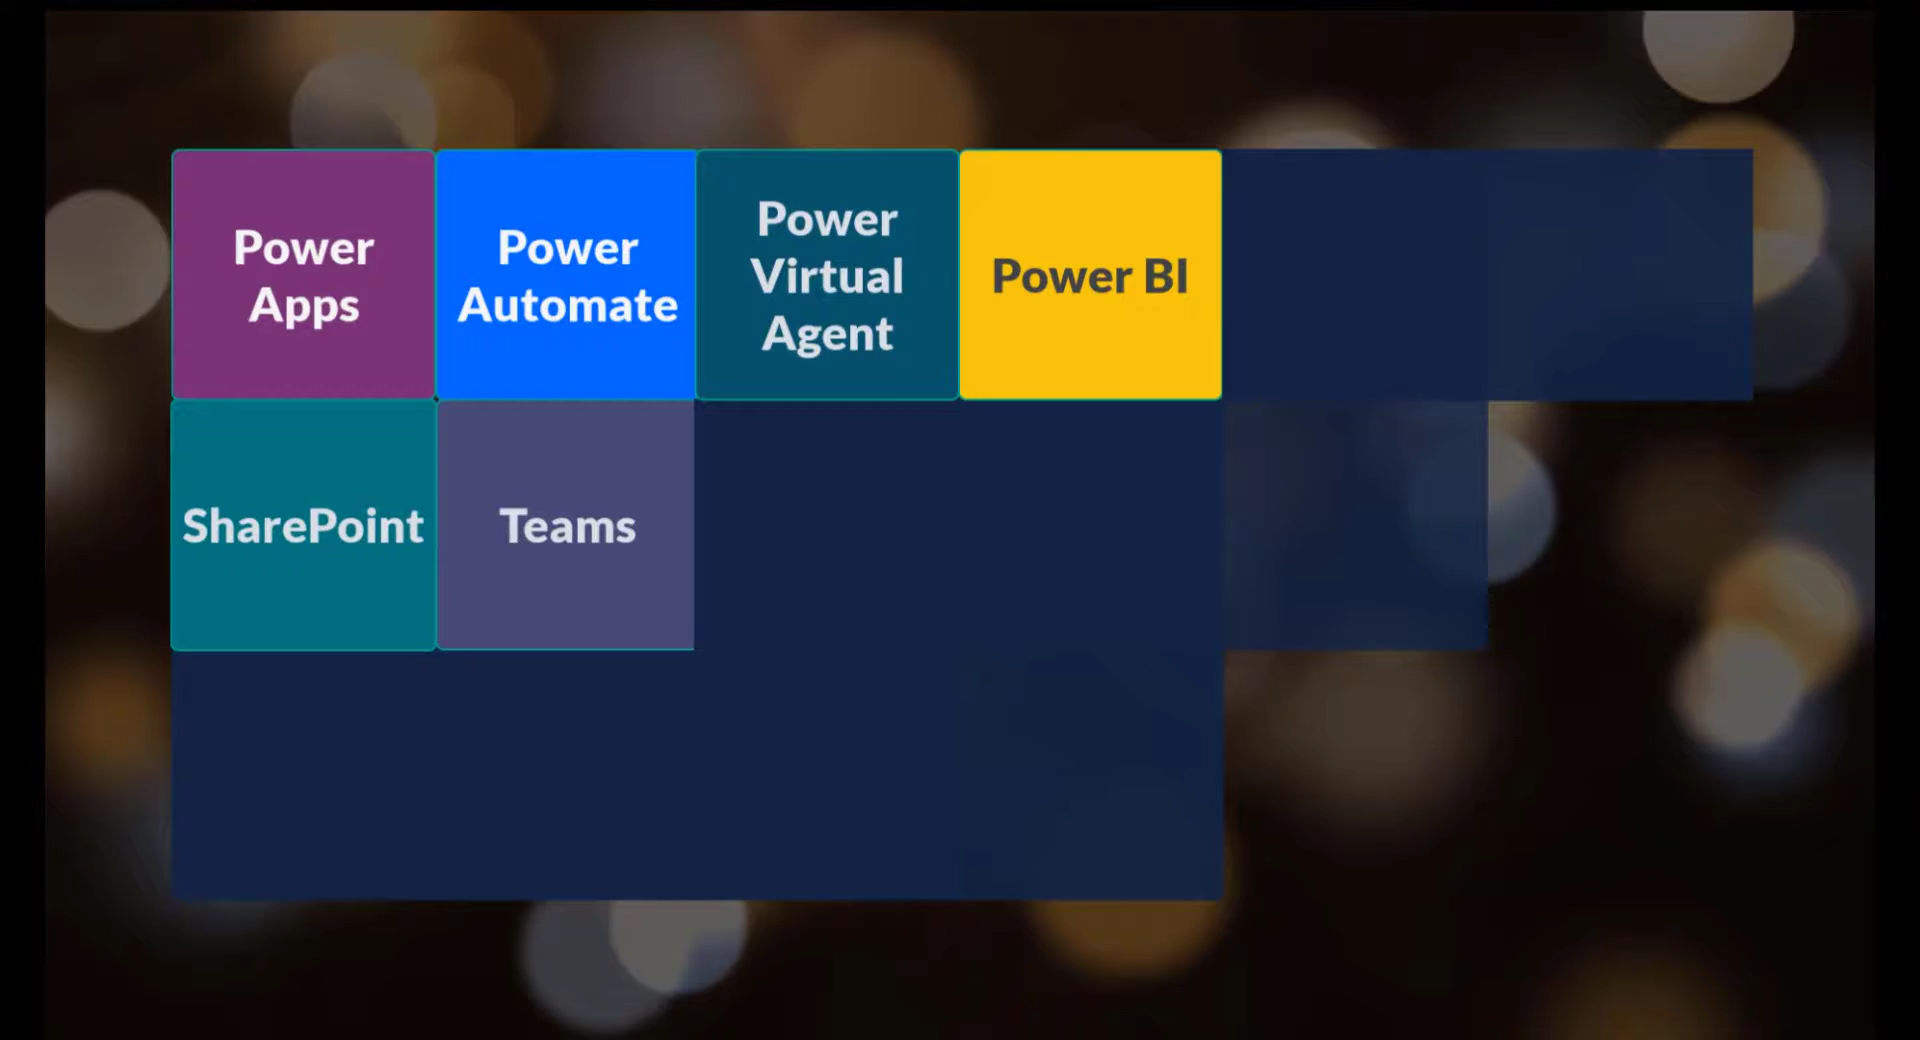 Power
Apps
Power
Automate
Power
Virtual
Agent
Power BI
SharePoint
Teams